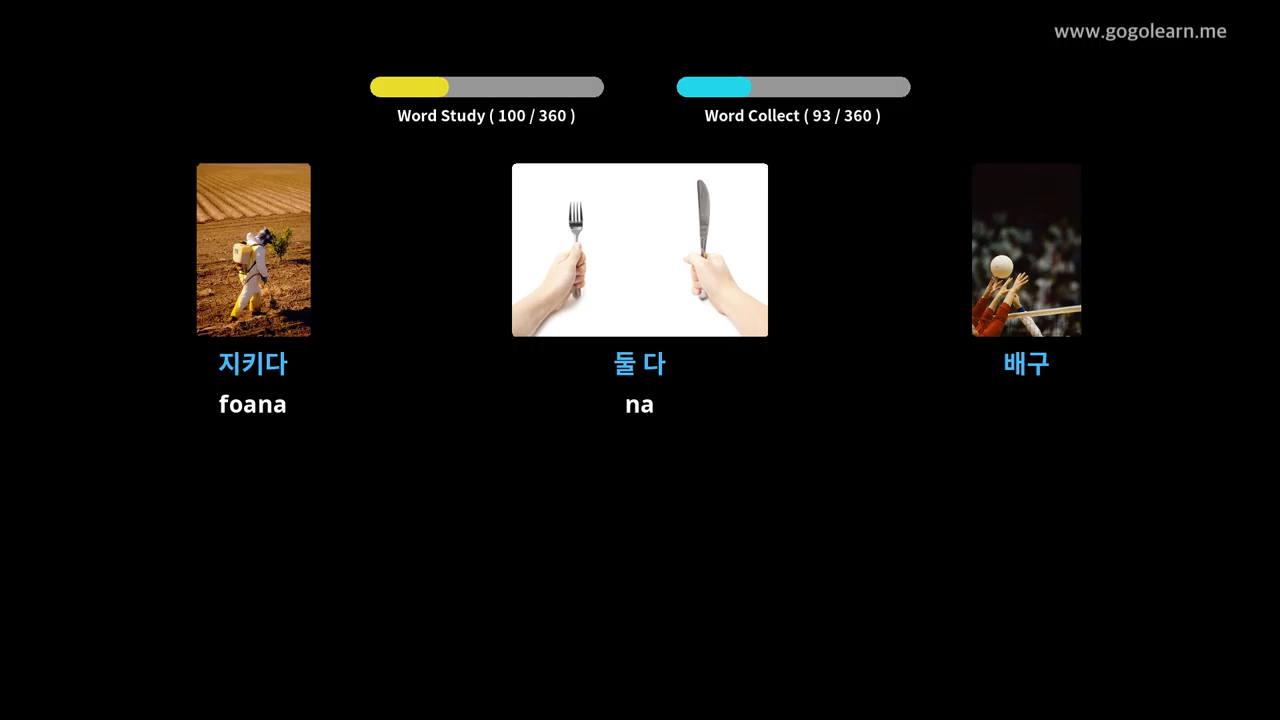 www.gogolearn.me
Word Study ( 100 / 360 )
Word Collect ( 93 / 360 )
지키다
둘 다
배구
foana
na